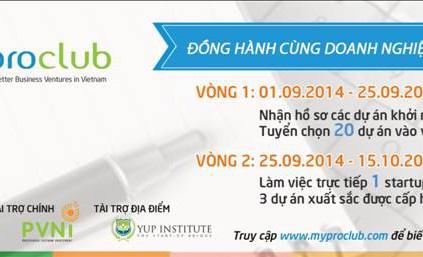 proclub
etter Business Ventures in Vietnam
ĐỒNG HÀNH CÙNG DOANH NGHIỆ
VÒNG 1: 01.09.2014 - 25.09.20
Nhận hồ sơ các dự án khởi n
Tuyển chọn 20 dự án vào v
VÒNG 2: 25.09.2014 - 15.10.20
Làm việc trực tiếp 1 startup
3 dự án xuất sắc được cấp h
I TRỢ CHÍNH
TÀI TRỢ ĐỊA ĐIỂM
PVNI
YUP INSTITUTE
Truy cập www.myproclub.com để biế